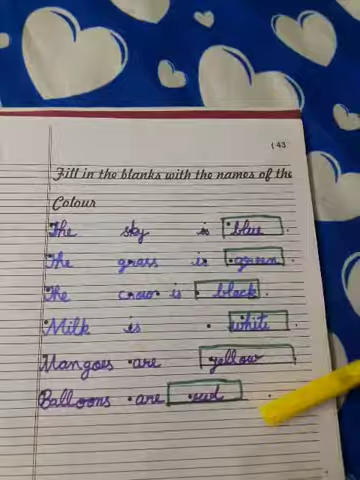 143
Fill in the blanks with the names of the
Colour
The sky is blue.
The grass is green.
The crow is black.
Milk is white.
Mangoes are yellow.
Balloons are red.